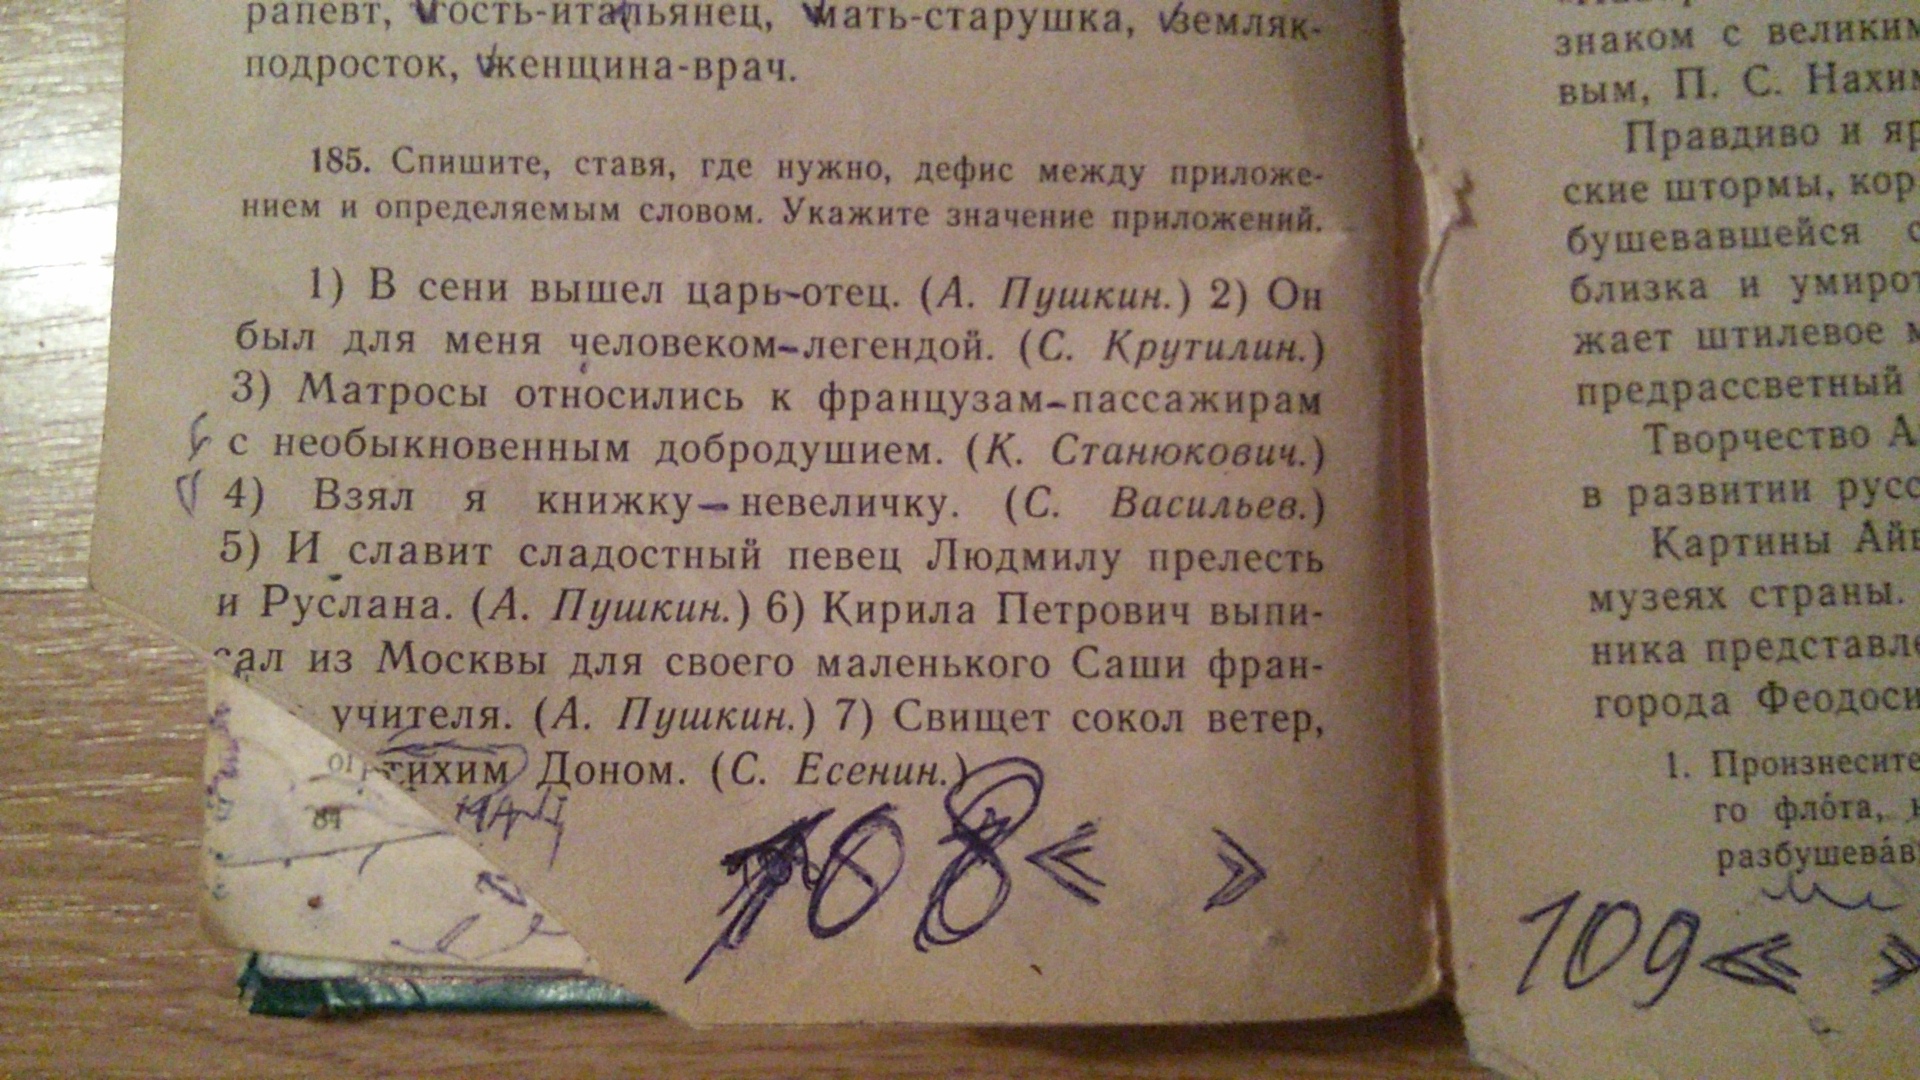 рапевт, гость-итальянец, мать-старушка, земляк-
подросток, женщина-врач.
185. Спишите, ставя, где нужно, дефис между приложе-
нием и определяемым словом. Укажите значение приложений.
1) В сени вышел царь-отец. (А. Пушкин.) 2) Он
был для меня человеком-легендой. (С. Крутилин.)
3) Матросы относились к французам-пассажирам
с необыкновенным добродушием. (К. Станюкович.)
4) Взял я книжку-невеличку. (С. Васильев.)
5) И славит сладостный певец Людмилу прелесть
и Руслана. (А. Пушкин.) 6) Кирила Петрович выпи-
сал из Москвы для своего маленького Саши фран-
учителя. (А. Пушкин.) 7) Свищет сокол ветер,
тихим Доном. (С. Есенин.)
84
108 « »
знаком с великим
вым, П. С. Нахим
Правдиво и яр
ские штормы, кор
бушевавшейся с
близка и умирот
жает штилевое м
предрассветный
Творчество А
в развитии русс
Картины Айв
музеях страны.
ника представле
города Феодоси
1. Произнесите
го фло́та,
разбушева́в
109 « »